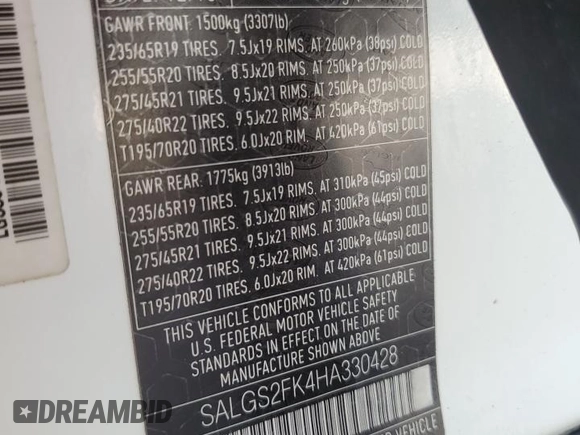 GAWR FRONT 1500kg (3307lb)
235/65R19 TIRES. 7.5Jx19 RIMS. AT 260kPa (38psi) COLD
255/55R20 TIRES. 8.5Jx20 RIMS. AT 250kPa (37psi) COLD
275/45R21 TIRES. 9.5Jx21 RIMS. AT 250kPa (37psi) COLD
275/40R22 TIRES. 9.5Jx22 RIMS. AT 250kPa (37psi) COLD
T195/70R20 TIRES. 6.0Jx20 RIM. AT 420kPa (61psi) COLD
GAWR REAR: 1775kg (3913lb)
235/65R19 TIRES. 7.5Jx19 RIMS. AT 310kPa (45psi) COLD
255/55R20 TIRES. 8.5Jx20 RIMS. AT 300kPa (44psi) COLD
275/45R21 TIRES. 9.5Jx21 RIMS. AT 300kPa (44psi) COLD
275/40R22 TIRES. 9.5Jx22 RIMS. AT 300kPa (44psi) COLD
T195/70R20 TIRES. 6.0Jx20 RIM. AT 420kPa (61psi) COLD
THIS VEHICLE CONFORMS TO ALL APPLICABLE
U.S. FEDERAL MOTOR VEHICLE SAFETY
STANDARDS IN EFFECT ON THE DATE OF
MANUFACTURE SHOWN ABOVE.
SALGS2FK4HA330428
DREAMBID